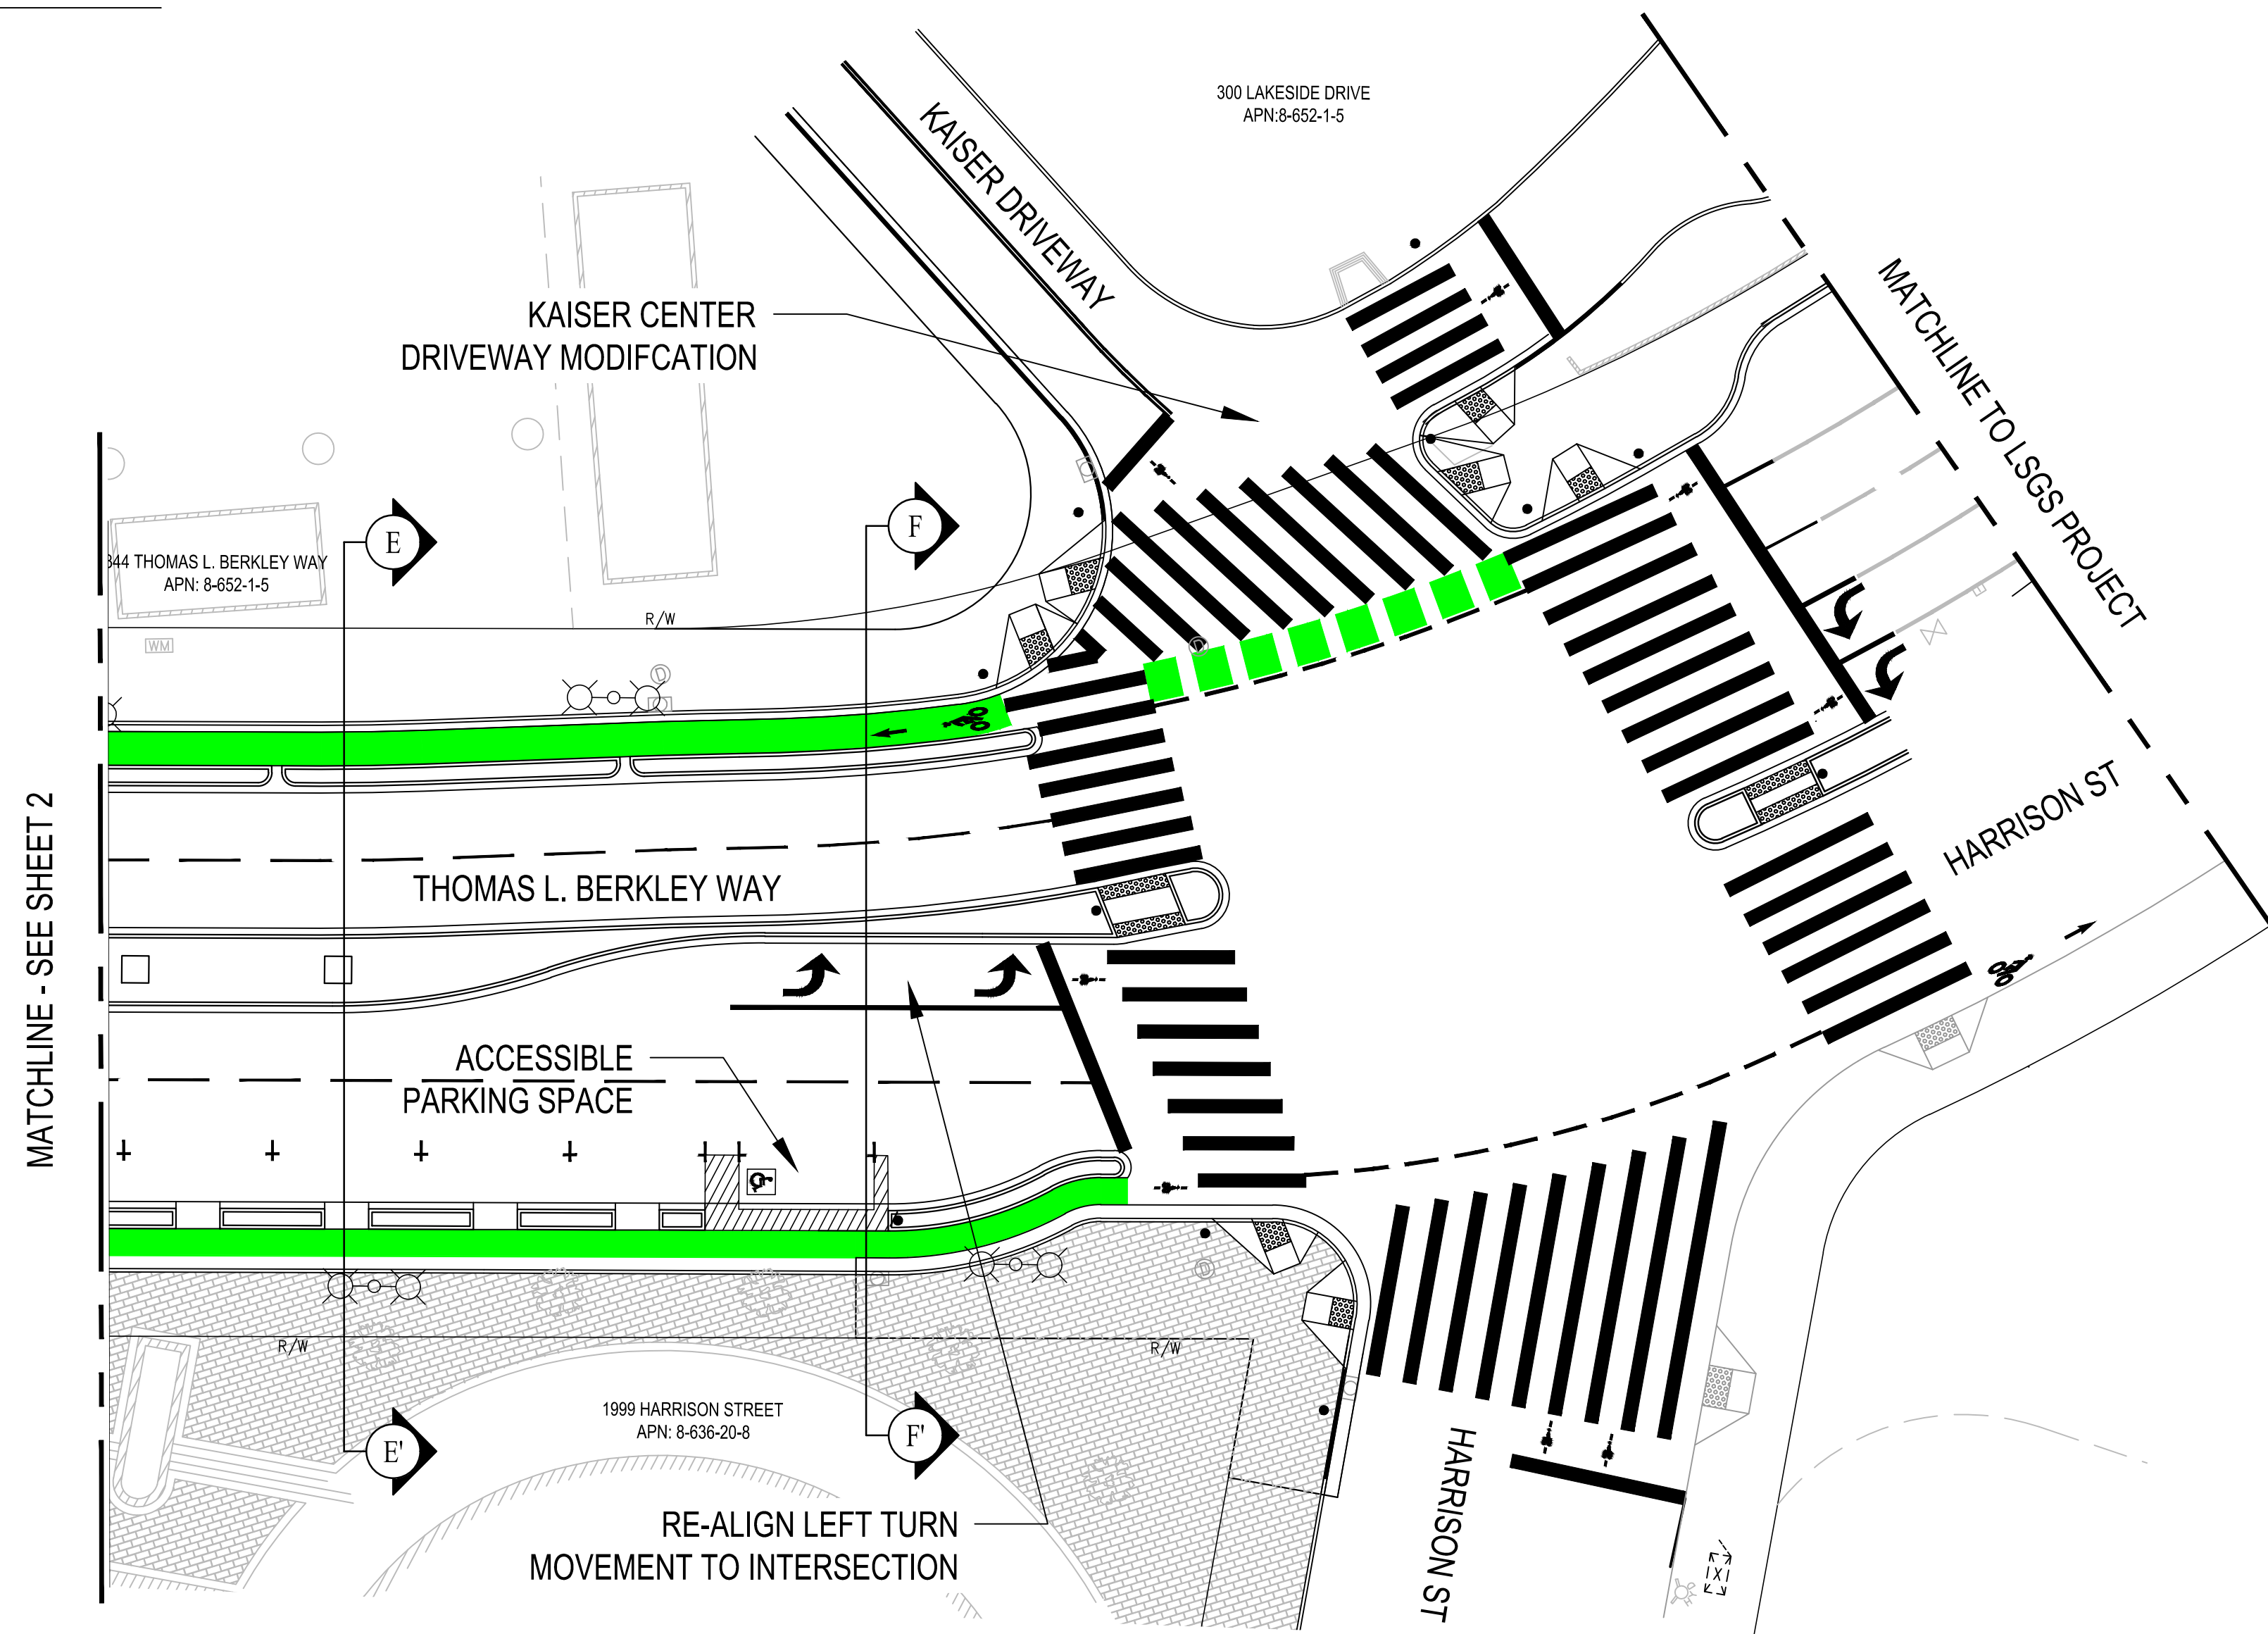 300 LAKESIDE DRIVE
APN:8-652-1-5
KAISER DRIVEWAY
KAISER CENTER
DRIVEWAY MODIFCATION
MATCHLINE TO LSGS PROJECT
E
F
344 THOMAS L. BERKLEY WAY
APN: 8-652-1-5
R/W
WM
D
D
MATCHLINE - SEE SHEET 2
HARRISON ST
THOMAS L. BERKLEY WAY
ACCESSIBLE
PARKING SPACE
D
R/W
R/W
1999 HARRISON STREET
APN: 8-636-20-8
E'
F'
HARRISON ST
RE-ALIGN LEFT TURN
MOVEMENT TO INTERSECTION